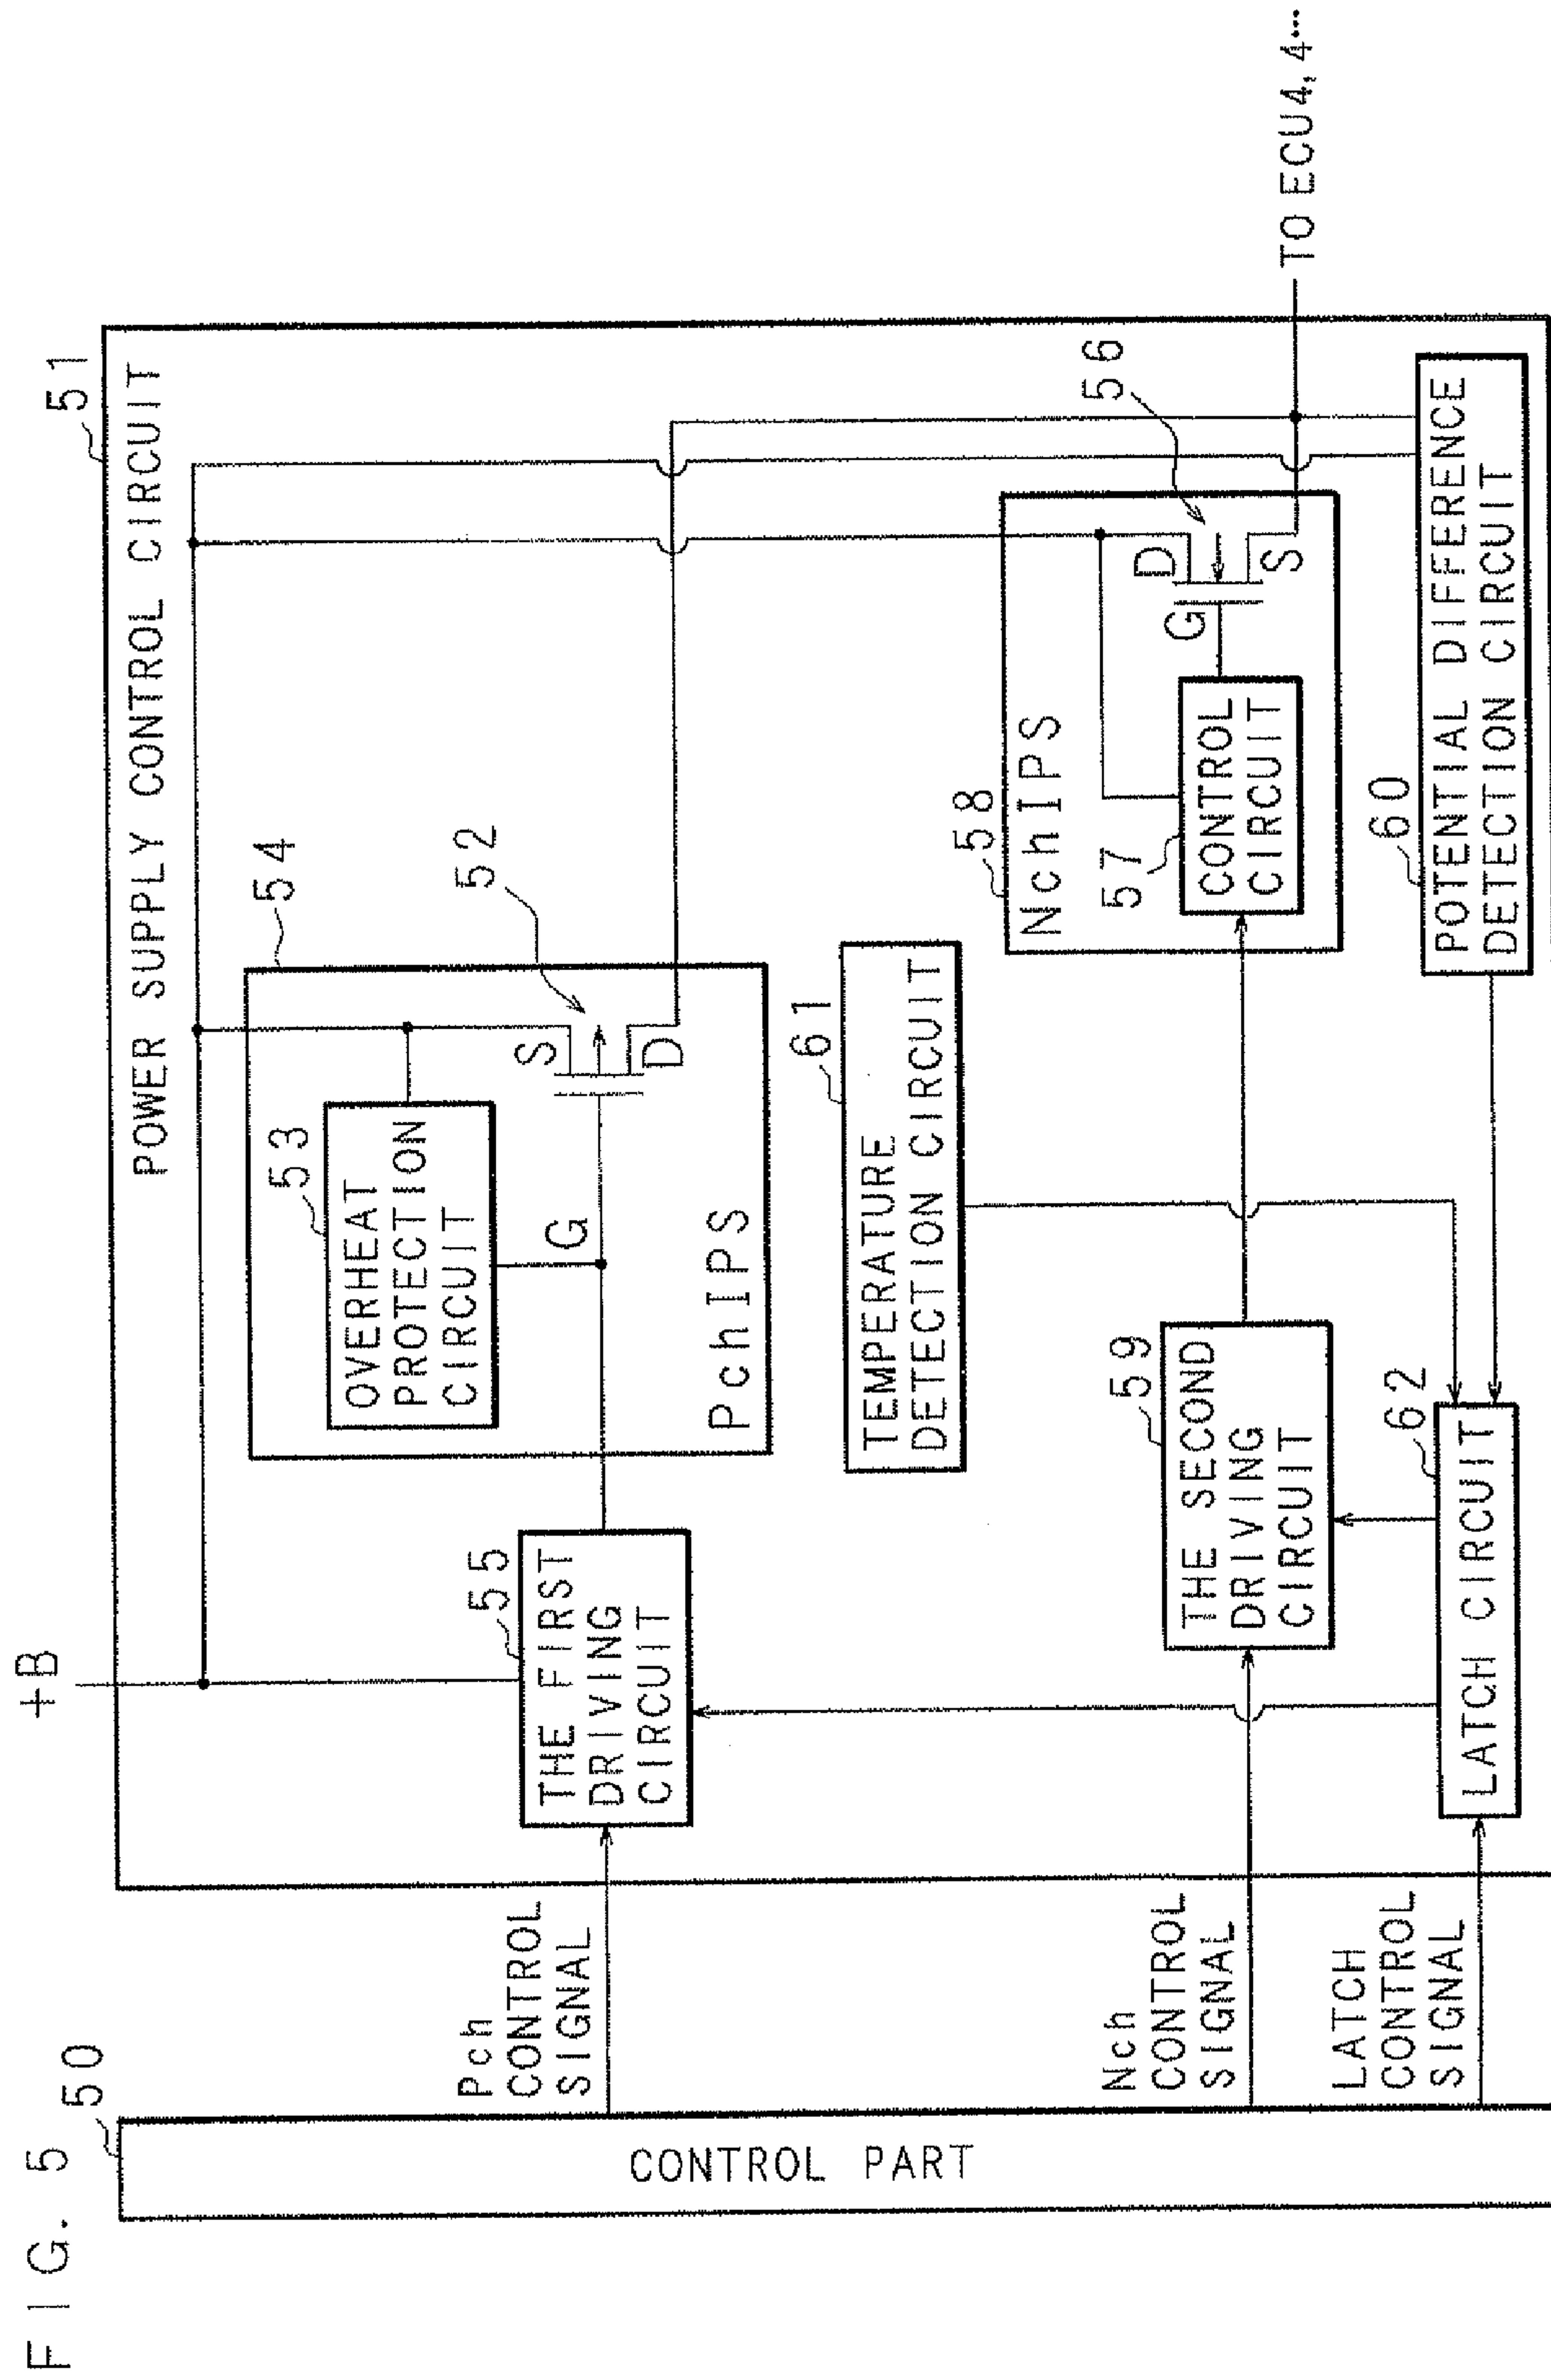 FIG. 5
50
CONTROL PART
Pch
CONTROL
SIGNAL
Nch
CONTROL
SIGNAL
LATCH
CONTROL
SIGNAL
+B
51
POWER SUPPLY CONTROL CIRCUIT
55
THE FIRST
DRIVING
CIRCUIT
54
53
OVERHEAT
PROTECTION
CIRCUIT
G
S
D
52
PchIPS
61
TEMPERATURE
DETECTION CIRCUIT
59
THE SECOND
DRIVING
CIRCUIT
62
LATCH CIRCUIT
58
NchIPS
57
CONTROL
CIRCUIT
G
D
S
56
60
POTENTIAL DIFFERENCE
DETECTION CIRCUIT
TO ECU4, 4···